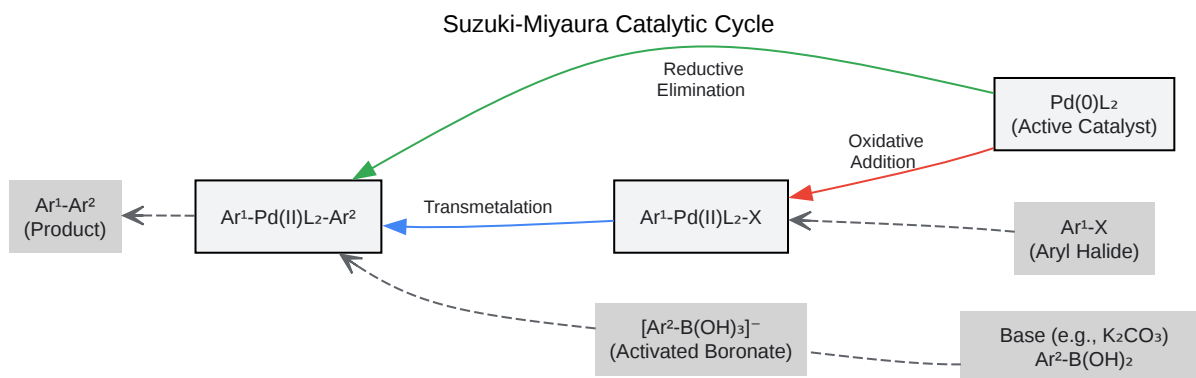 Suzuki-Miyaura Catalytic Cycle
Reductive
Elimination
Pd(0)L₂
(Active Catalyst)
Oxidative
Addition
Ar¹-Ar²
(Product)
Ar¹-Pd(II)L₂-Ar²
Transmetalation
Ar¹-Pd(II)L₂-X
Ar¹-X
(Aryl Halide)
[Ar²-B(OH)₃]⁻
(Activated Boronate)
Base (e.g., K₂CO₃)
Ar²-B(OH)₂